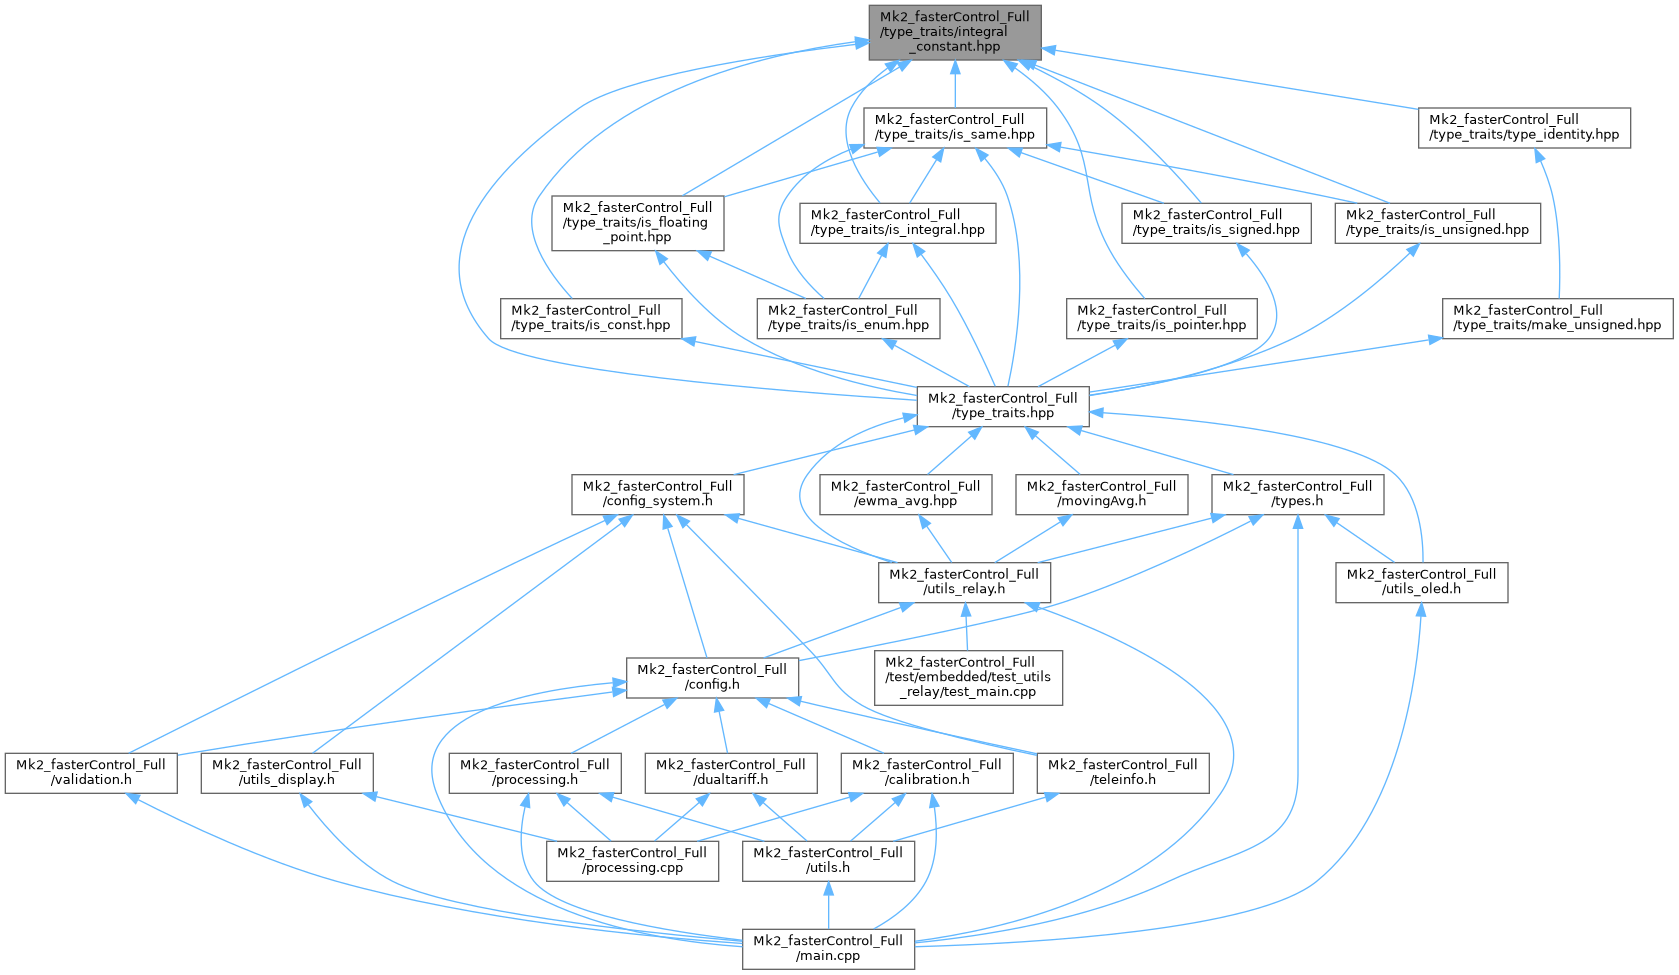 Mk2_fasterControl_Full
/type_traits/integral
_constant.hpp
Mk2_fasterControl_Full
/type_traits/is_same.hpp
Mk2_fasterControl_Full
/type_traits/type_identity.hpp
Mk2_fasterControl_Full
/type_traits/is_floating
_point.hpp
Mk2_fasterControl_Full
/type_traits/is_integral.hpp
Mk2_fasterControl_Full
/type_traits/is_signed.hpp
Mk2_fasterControl_Full
/type_traits/is_unsigned.hpp
Mk2_fasterControl_Full
/type_traits/is_const.hpp
Mk2_fasterControl_Full
/type_traits/is_enum.hpp
Mk2_fasterControl_Full
/type_traits/is_pointer.hpp
Mk2_fasterControl_Full
/type_traits/make_unsigned.hpp
Mk2_fasterControl_Full
/type_traits.hpp
Mk2_fasterControl_Full
/config_system.h
Mk2_fasterControl_Full
/ewma_avg.hpp
Mk2_fasterControl_Full
/movingAvg.h
Mk2_fasterControl_Full
/types.h
Mk2_fasterControl_Full
/utils_relay.h
Mk2_fasterControl_Full
/utils_oled.h
Mk2_fasterControl_Full
/config.h
Mk2_fasterControl_Full
/test/embedded/test_utils
_relay/test_main.cpp
Mk2_fasterControl_Full
/validation.h
Mk2_fasterControl_Full
/utils_display.h
Mk2_fasterControl_Full
/processing.h
Mk2_fasterControl_Full
/dualtariff.h
Mk2_fasterControl_Full
/calibration.h
Mk2_fasterControl_Full
/teleinfo.h
Mk2_fasterControl_Full
/processing.cpp
Mk2_fasterControl_Full
/utils.h
Mk2_fasterControl_Full
/main.cpp